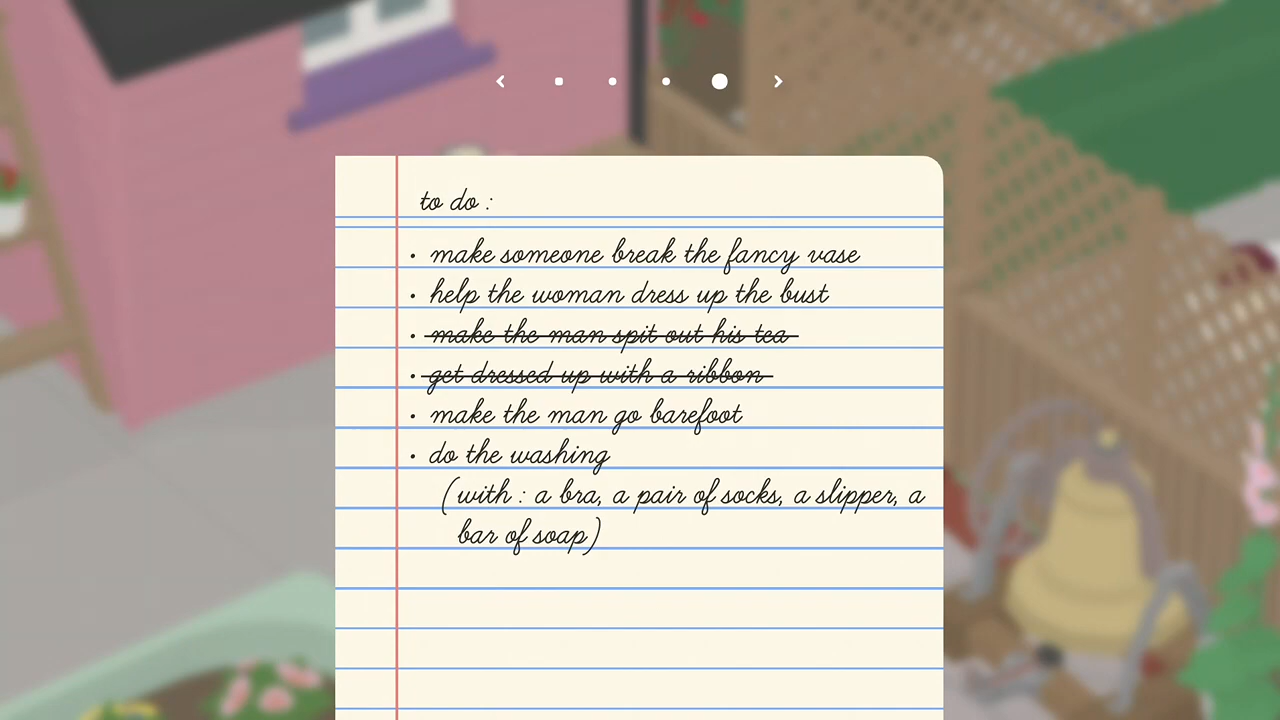 to do :
• make someone break the fancy vase
• help the woman dress up the bust
• make the man spit out his tea
• get dressed up with a ribbon
• make the man go barefoot
• do the washing
(with : a bra, a pair of socks, a slipper, a
bar of soap)